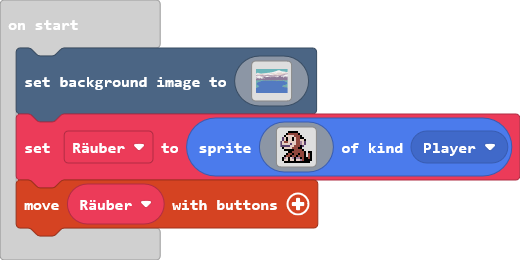 on start
set background image to
set Räuber to sprite of kind Player
move Räuber with buttons